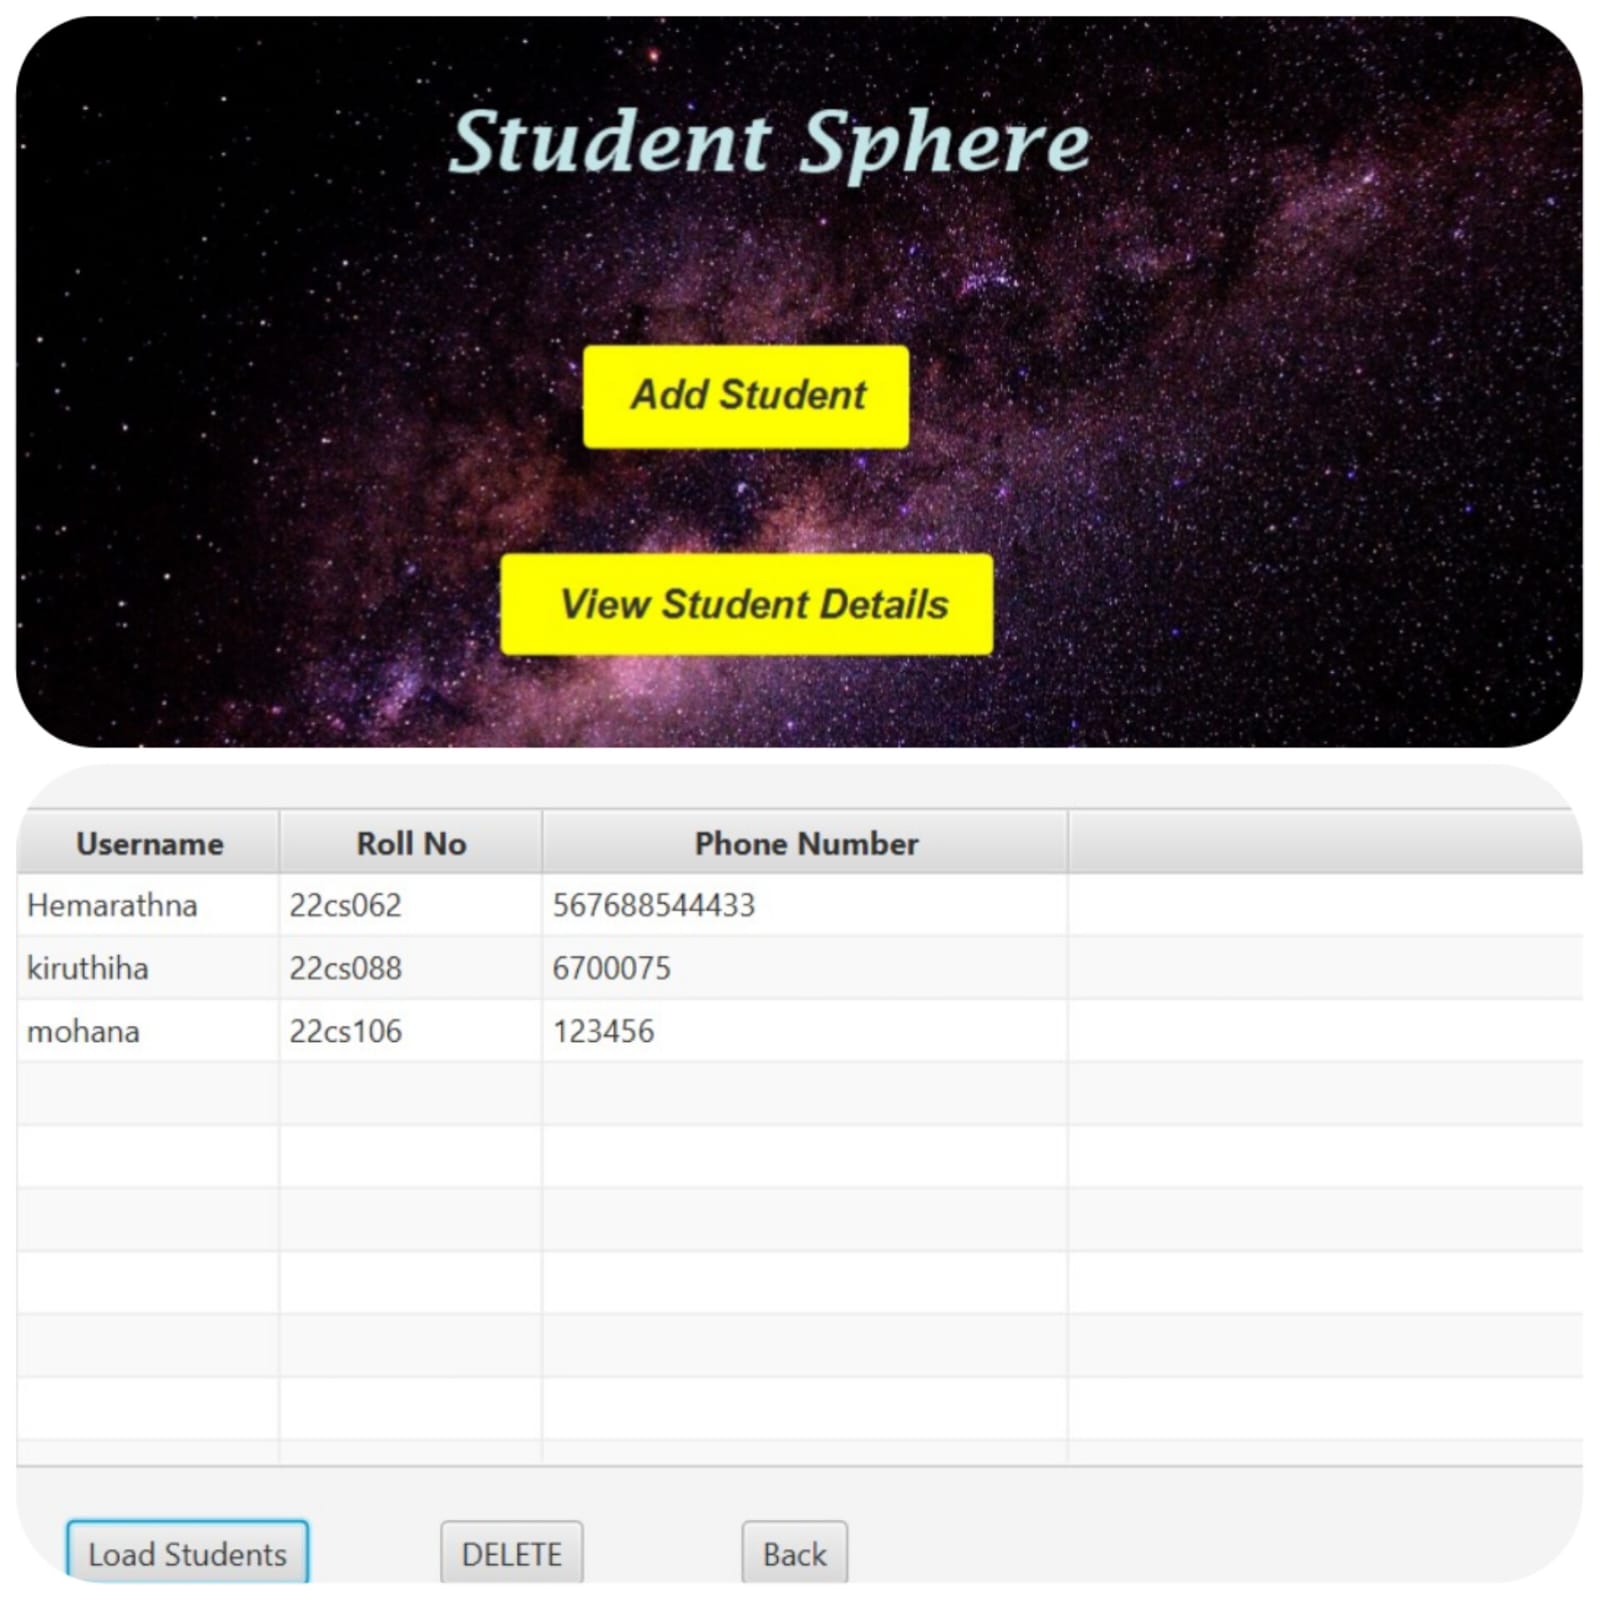 Student Sphere
Add Student
View Student Details
Username Roll No Phone Number
Hemarathna 22cs062 567688544433
kiruthiha 22cs088 6700075
mohana 22cs106 123456
Load Students DELETE Back